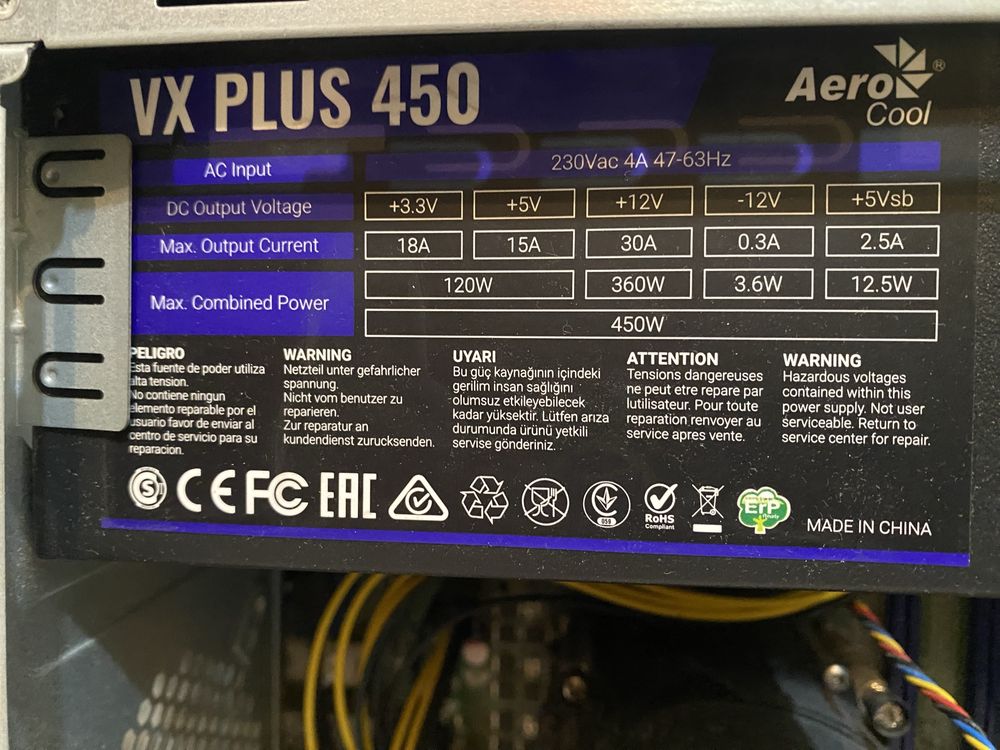 VX PLUS 450
Aero
Cool
®
AC Input
230Vac 4A 47-63Hz
DC Output Voltage
+3.3V
+5V
+12V
-12V
+5Vsb
Max. Output Current
18A
15A
30A
0.3A
2.5A
Max. Combined Power
120W
360W
3.6W
12.5W
450W
PELIGRO
Esta fuente de poder utiliza
alta tension.
No contiene ningun
elemento reparable por el
usuario favor de enviar al
centro de servicio para su
reparacion.
WARNING
Netzteil unter gefahrlicher
spannung.
Nicht vom benutzer zu
reparieren.
Zur reparatur an
kundendienst zurucksenden.
UYARI
Bu güç kaynağının içindeki
gerilim insan sağlığını
olumsuz etkileyebilecek
kadar yüksektir. Lütfen arıza
durumunda ürünü yetkili
servise gönderiniz.
ATTENTION
Tensions dangereuses
ne peut etre repare par
lutilisateur. Pour toute
reparation renvoyer au
service apres vente.
WARNING
Hazardous voltages
contained within this
power supply. Not user
serviceable. Return to
service center for repair.
S
CE FC EAC
050
RoHS
Compliant
ErP
MADE IN CHINA